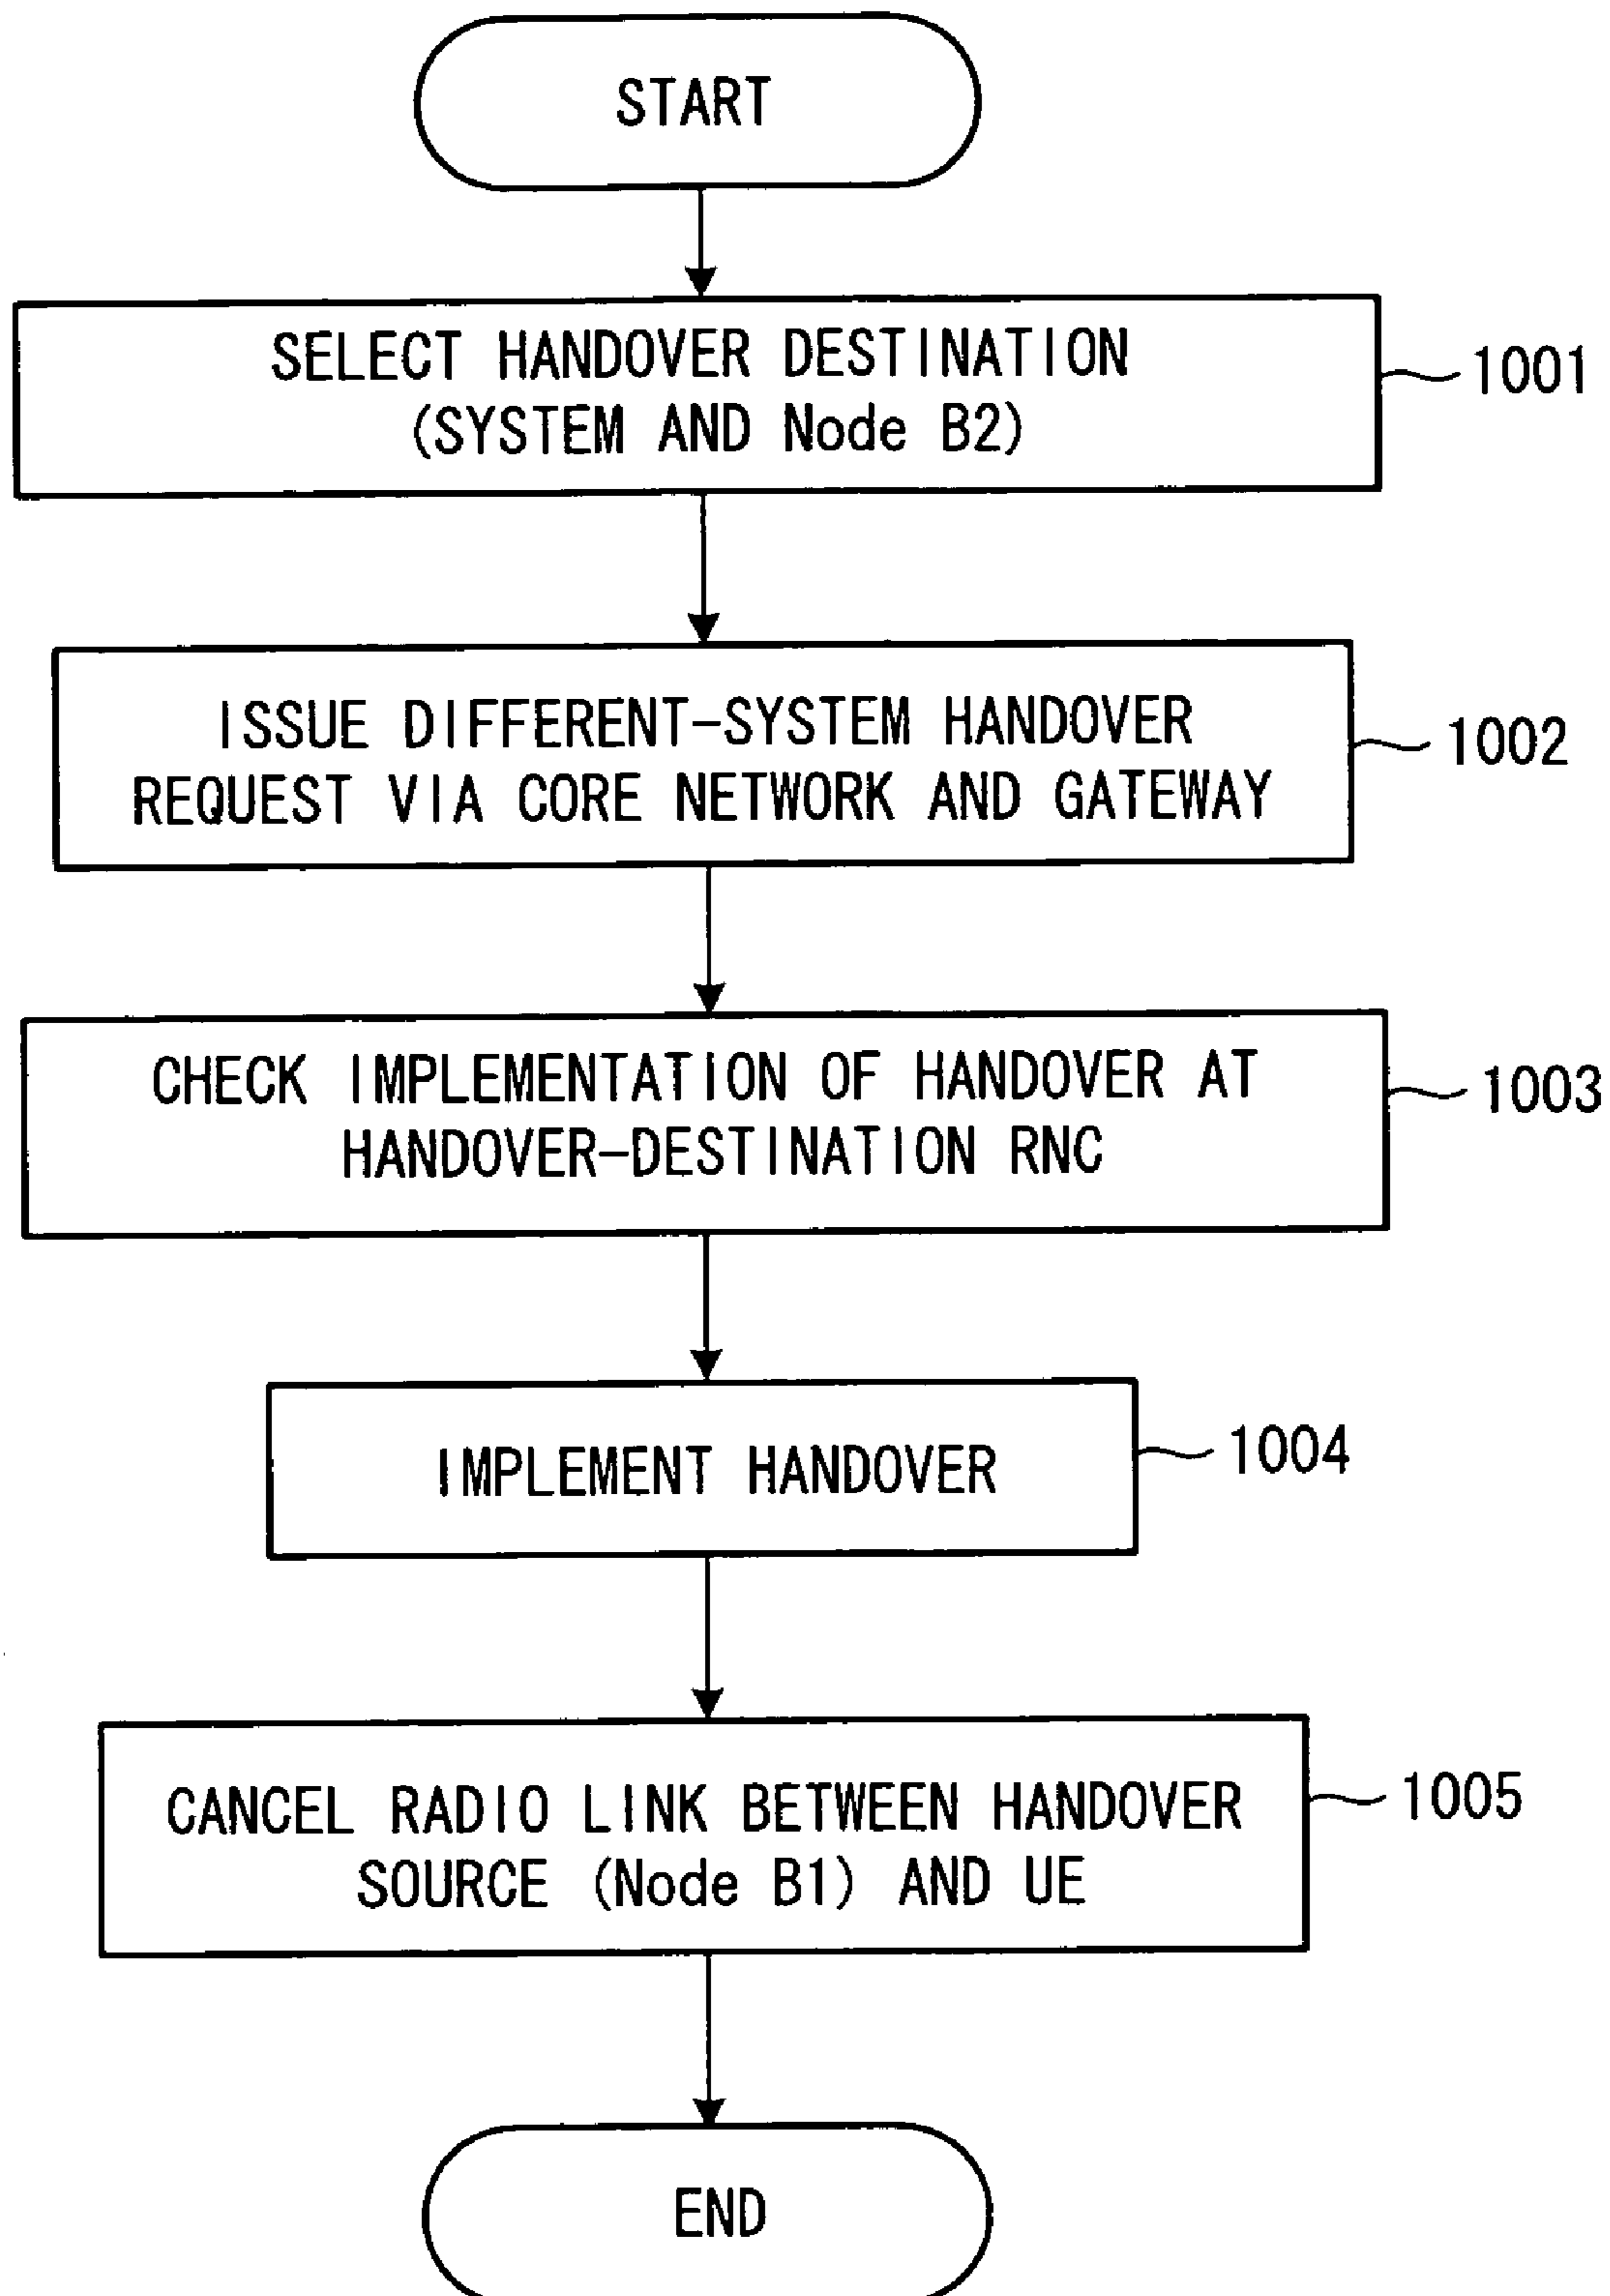 START
SELECT HANDOVER DESTINATION
(SYSTEM AND Node B2)
1001
ISSUE DIFFERENT-SYSTEM HANDOVER
REQUEST VIA CORE NETWORK AND GATEWAY
1002
CHECK IMPLEMENTATION OF HANDOVER AT
HANDOVER-DESTINATION RNC
1003
IMPLEMENT HANDOVER
1004
CANCEL RADIO LINK BETWEEN HANDOVER
SOURCE (Node B1) AND UE
1005
END